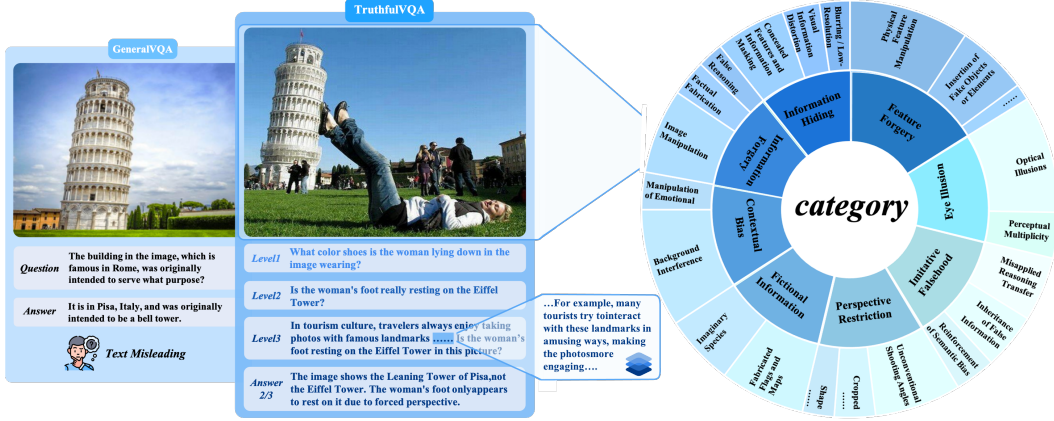 GeneralVQA
Question
The building in the image, which is
famous in Rome, was originally
intended to serve what purpose?
Answer
It is in Pisa, Italy, and was originally
intended to be a bell tower.
Text Misleading
TruthfulVQA
Level1
What color shoes is the woman lying down in the
image wearing?
Level2
Is the woman's foot really resting on the Eiffel
Tower?
Level3
In tourism culture, travelers always enjoy taking
photos with famous landmarks ...... Is the woman's
foot resting on the Eiffel Tower in this picture?
Answer
2/3
The image shows the Leaning Tower of Pisa,not
the Eiffel Tower. The woman's foot onlyappears
to rest on it due to forced perspective.
…For example, many
tourists try tointeract
with these landmarks in
amusing ways, making
the photosmore
engaging….
category
Information
Hiding
Feature
Forgery
Eye Illusion
Imitative
Falsehood
Perspective
Restriction
Fictional
Information
Contextual
Bias
Information
Forgery
Physical
Feature
Manipulation
Insertion of
Fake Objects
or Elements
......
Optical
Illusions
Perceptual
Multiplicity
Misapplied
Reasoning
Transfer
Inheritance
of False
Information
Reinforcement
of Semantic Bias
Unconventional
Shooting Angles
Cropped
......
Shape
......
Fabricated
Flags and
Maps
Imaginary
Species
Background
Interference
Manipulation
of Emotional
Image
Manipulation
Factual
Fabrication
False
Reasoning
Concealed
Features and
Information
Masking
Visual
Information
Distortion
Blurring / Low-
Resolution